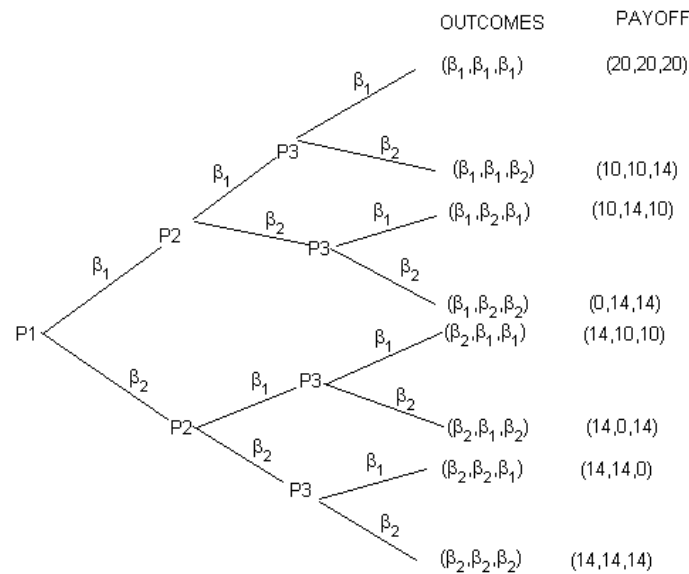 OUTCOMES PAYOFF
β₁ (β₁,β₁,β₁) (20,20,20)
P3
β₂ (β₁,β₁,β₂) (10,10,14)
β₁
β₁ (β₁,β₂,β₁) (10,14,10)
P2 β₂ P3
β₁ β₂
(β₁,β₂,β₂) (0,14,14)
P1 β₁ (β₂,β₁,β₁) (14,10,10)
β₂ β₁ P3
β₂
P2 (β₂,β₁,β₂) (14,0,14)
β₂ β₁ (β₂,β₂,β₁) (14,14,0)
P3
β₂
(β₂,β₂,β₂) (14,14,14)